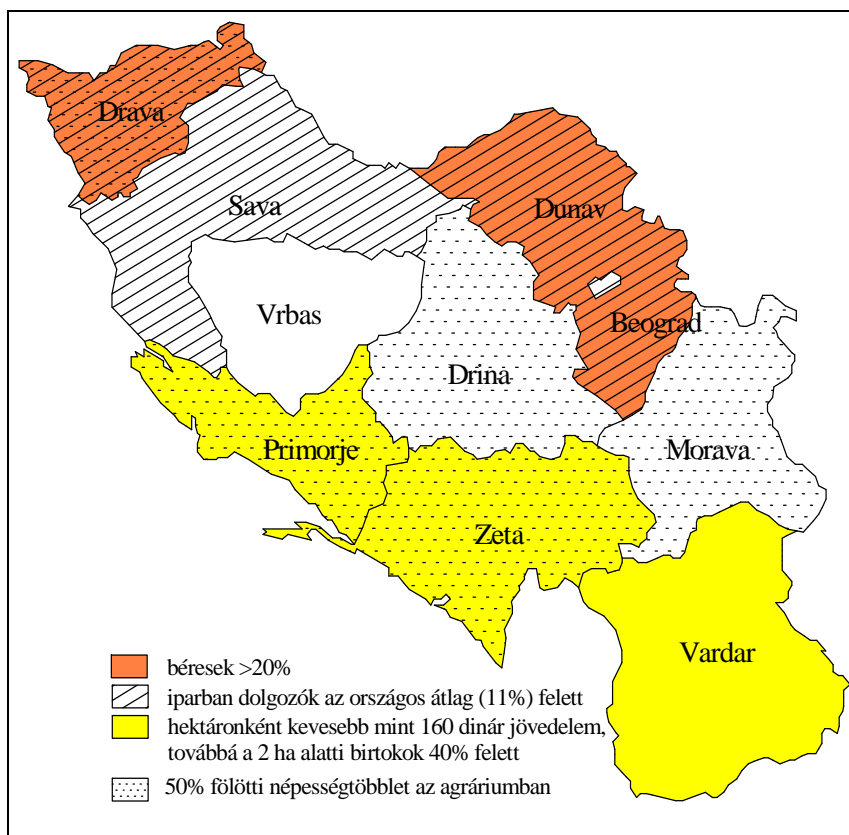 Drava
Sava
Dunav
Vrbas
Beograd
Drina
Primorje
Morava
Zeta
Vardar
béresek >20%
iparban dolgozók az országos átlag (11%) felett
hektáronként kevesebb mint 160 dinár jövedelem,
továbbá a 2 ha alatti birtokok 40% felett
50% fölötti népességtöbblet az agráriumban